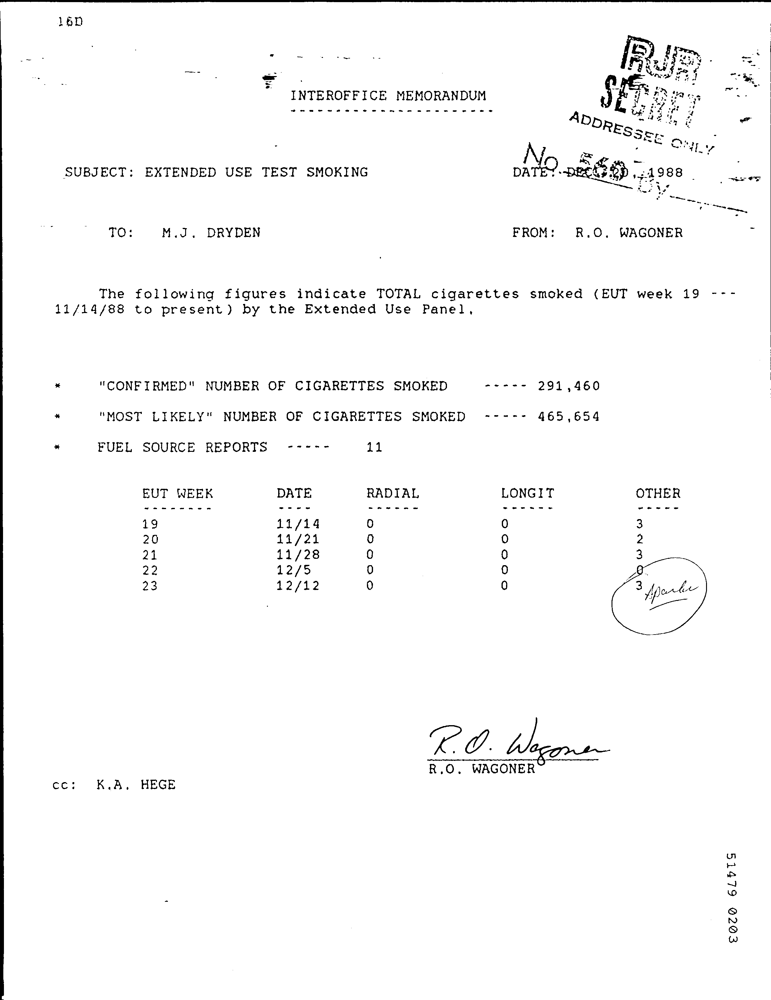 16D
RJR
SECRET
ADDRESSEE ONLY
INTEROFFICE MEMORANDUM
-----------------------
No. 560
By
SUBJECT: EXTENDED USE TEST SMOKING DATE: DEC 20, 1988
TO: M.J. DRYDEN FROM: R.O. WAGONER
The following figures indicate TOTAL cigarettes smoked (EUT week 19 ---
11/14/88 to present) by the Extended Use Panel.
* "CONFIRMED" NUMBER OF CIGARETTES SMOKED ----- 291,460
* "MOST LIKELY" NUMBER OF CIGARETTES SMOKED ----- 465,654
* FUEL SOURCE REPORTS ----- 11
EUT WEEK DATE RADIAL LONGIT OTHER
-------- ---- ------ ------ -----
19 11/14 0 0 3
20 11/21 0 0 2
21 11/28 0 0 3
22 12/5 0 0 0
23 12/12 0 0 3
R.O. Wagoner
R.O. WAGONER
cc: K.A. HEGE
51479 0203